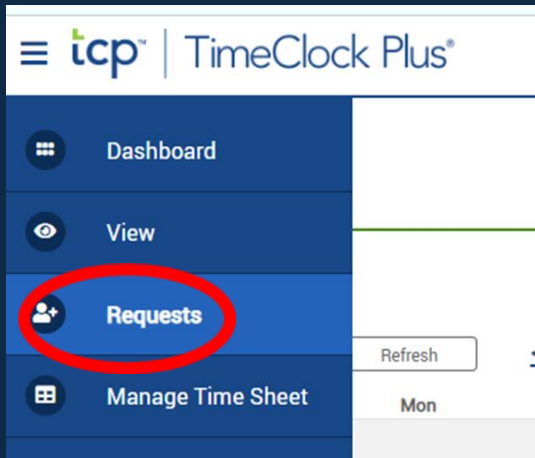 tcp™ | TimeClock Plus®
Dashboard
View
Requests
Refresh
Manage Time Sheet
Mon